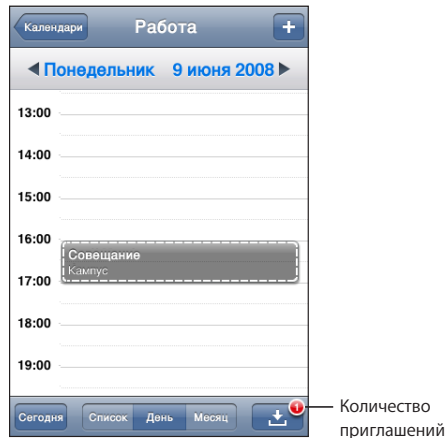 Календари Работа +
Понедельник 9 июня 2008
13:00
14:00
15:00
16:00
Совещание
Кампус
17:00
18:00
19:00
Сегодня Список День Месяц 1
Количество
приглашений